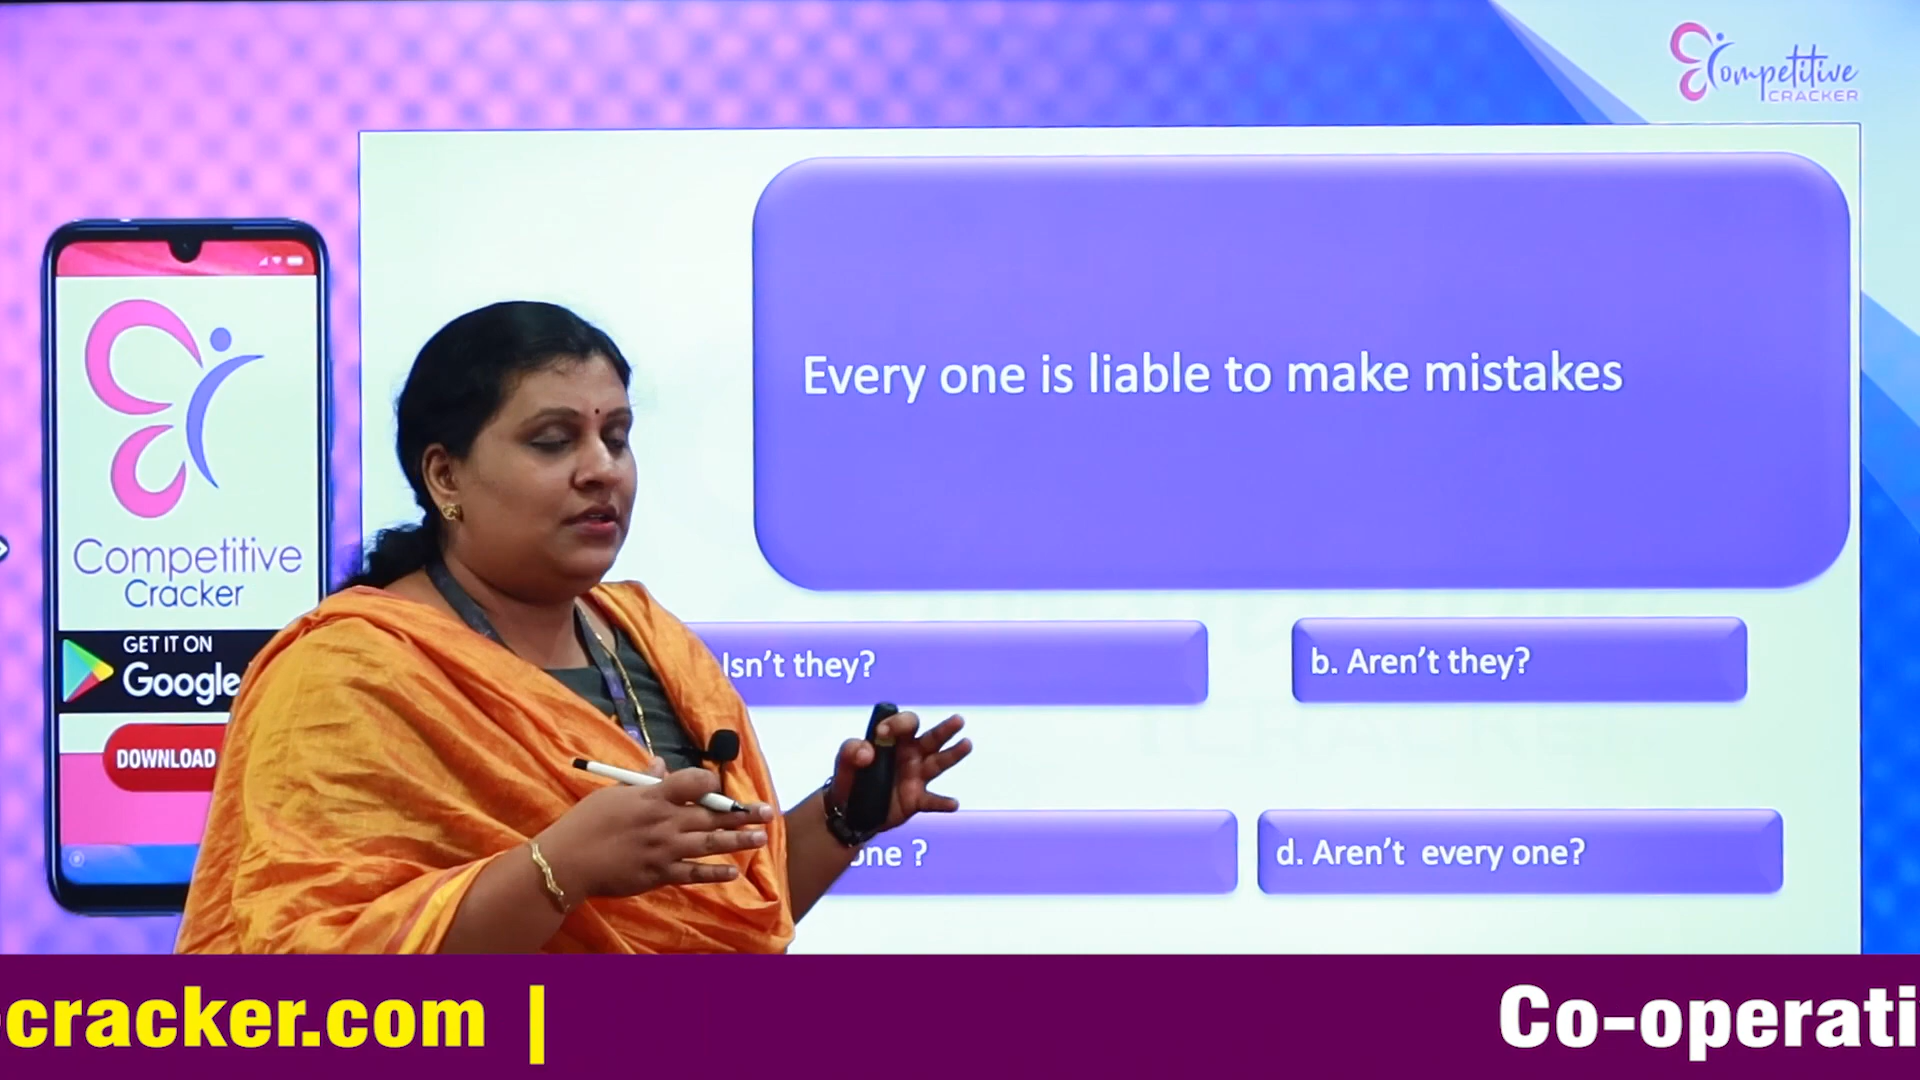 Competitive
CRACKER
Every one is liable to make mistakes
Isn't they?
b. Aren't they?
one ?
d. Aren't every one?
Competitive
Cracker
GET IT ON
Google
DOWNLOAD
cracker.com |
Co-operati